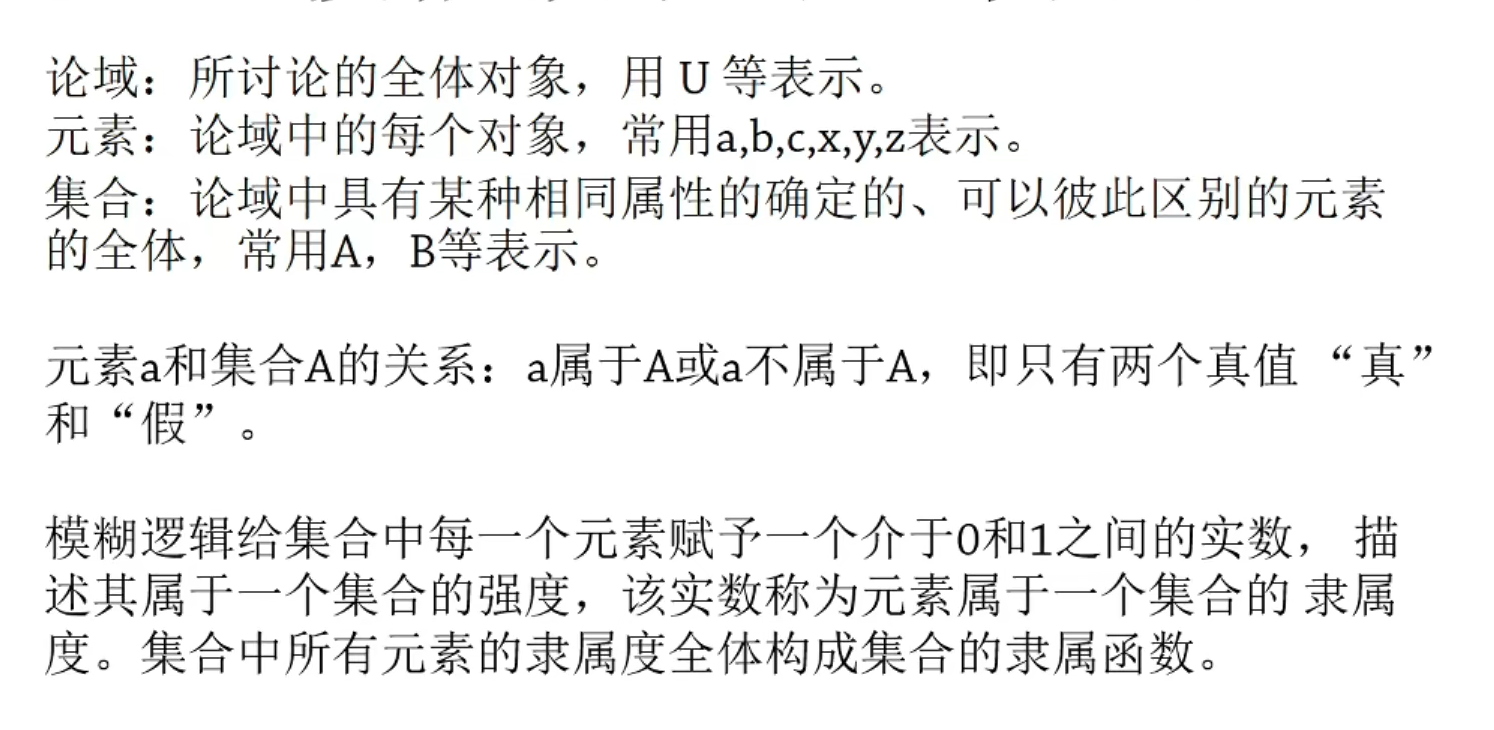 论域：所讨论的全体对象，用 U 等表示。
元素：论域中的每个对象，常用a,b,c,x,y,z表示。
集合：论域中具有某种相同属性的确定的、可以彼此区别的元素
的全体，常用A，B等表示。
元素a和集合A的关系：a属于A或a不属于A，即只有两个真值 “真”
和“假”。
模糊逻辑给集合中每一个元素赋予一个介于0和1之间的实数， 描
述其属于一个集合的强度，该实数称为元素属于一个集合的 隶属
度。集合中所有元素的隶属度全体构成集合的隶属函数。